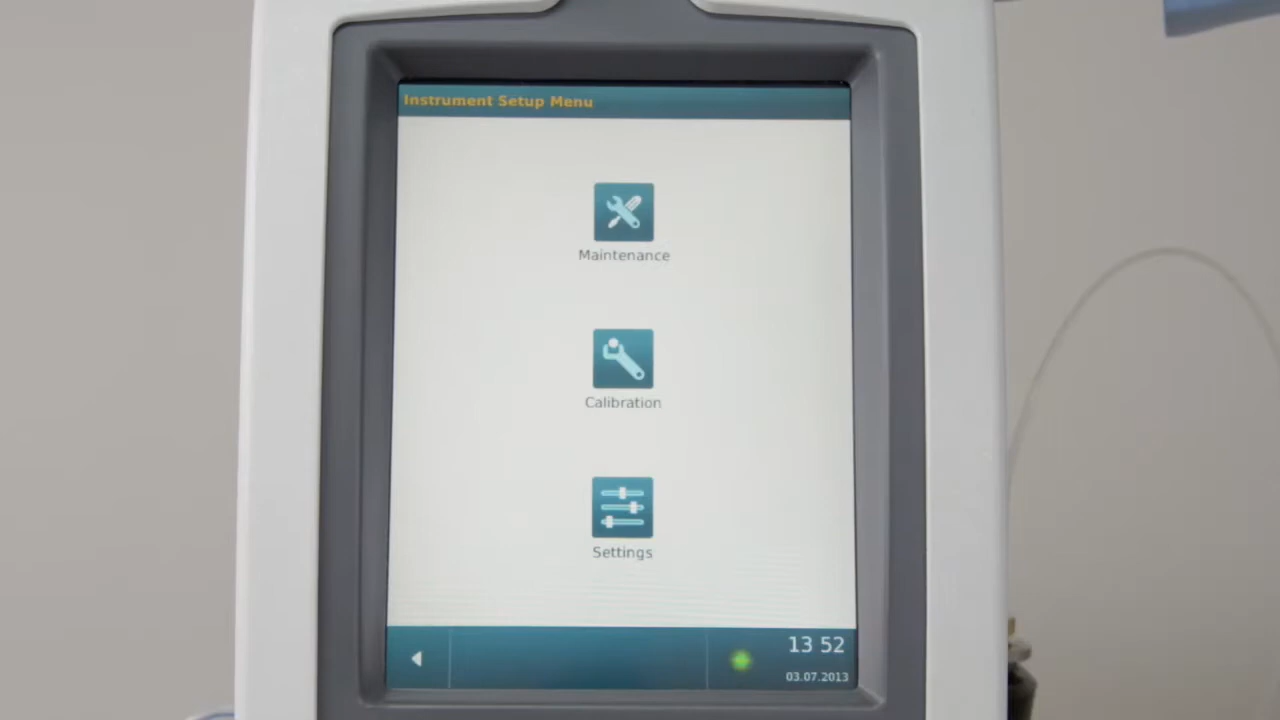 Instrument Setup Menu
Maintenance
Calibration
Settings
13 52
03.07.2013